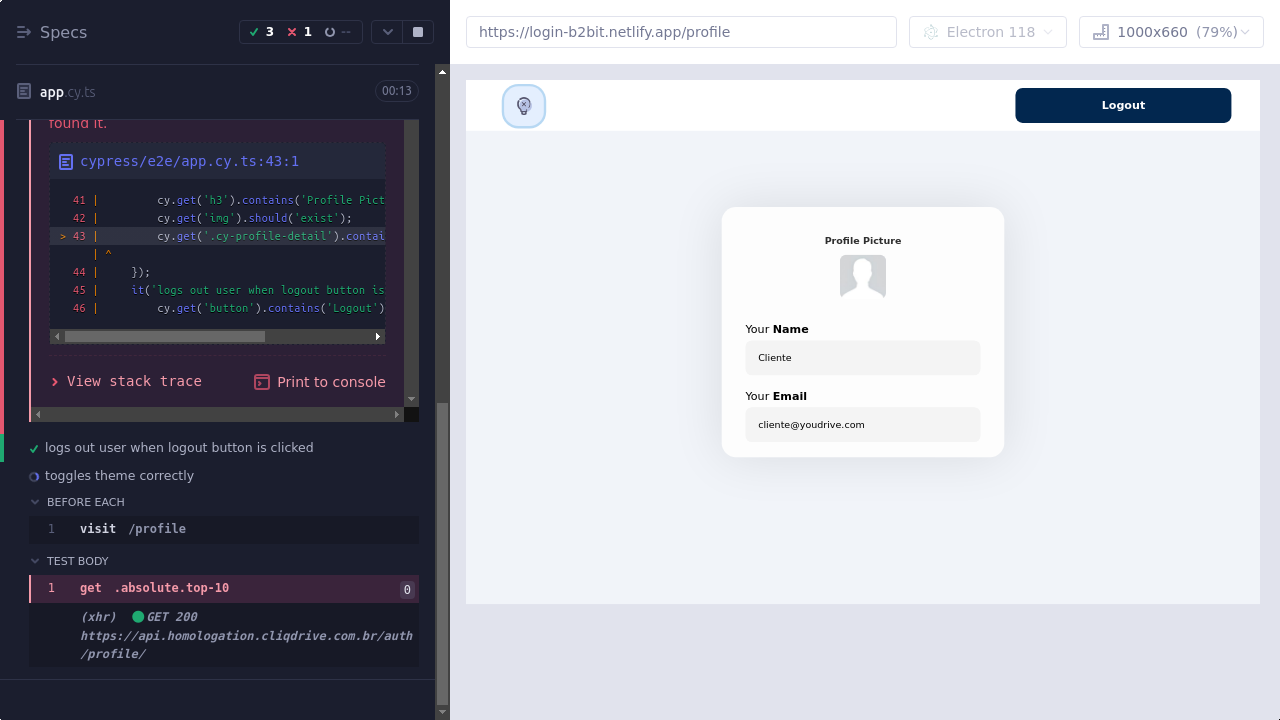 Specs
3 1 --
https://login-b2bit.netlify.app/profile
Electron 118
1000x660 (79%)
app.cy.ts
00:13
found it.
cypress/e2e/app.cy.ts:43:1
41 | cy.get('h3').contains('Profile Pict
42 | cy.get('img').should('exist');
> 43 | cy.get('.cy-profile-detail').contai
| ^
44 | });
45 | it('logs out user when logout button is
46 | cy.get('button').contains('Logout')
View stack trace
Print to console
logs out user when logout button is clicked
toggles theme correctly
BEFORE EACH
1 visit /profile
TEST BODY
1 get .absolute.top-10 0
(xhr) GET 200
https://api.homologation.cliqdrive.com.br/auth
/profile/
Logout
Profile Picture
Your Name
Cliente
Your Email
cliente@youdrive.com